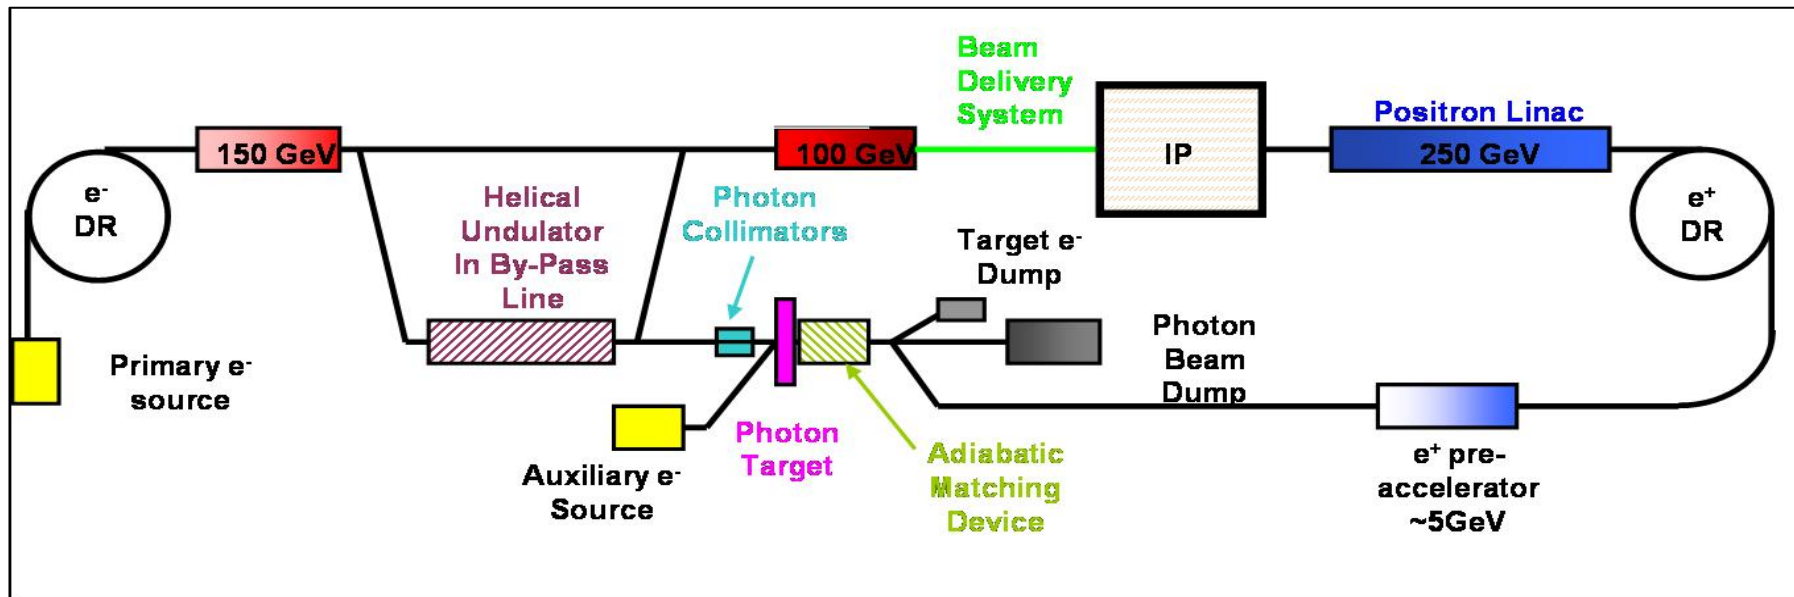 Beam
Delivery
System
Positron Linac
150 GeV
100 GeV
IP
250 GeV
e-
DR
Helical
Undulator
In By-Pass
Line
Photon
Collimators
Target e-
Dump
e+
DR
Primary e-
source
Photon
Beam
Dump
Auxiliary e-
Source
Photon
Target
Adiabatic
Matching
Device
e+ pre-
accelerator
~5GeV